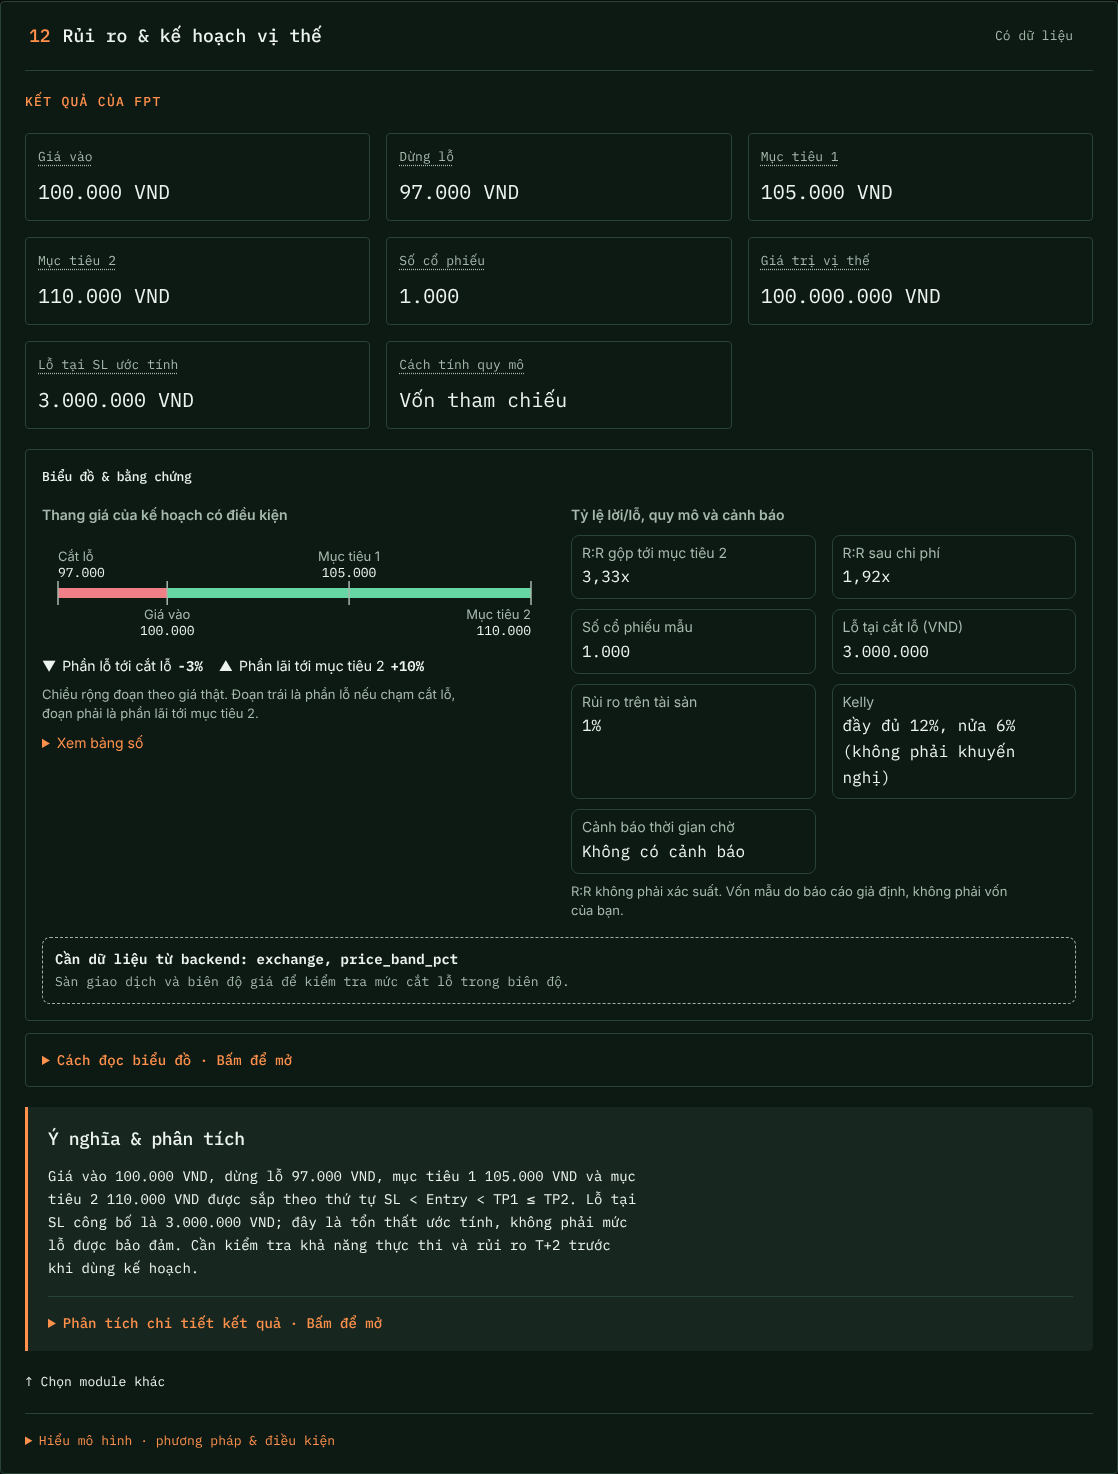 12 Rủi ro & kế hoạch vị thế
Có dữ liệu
KẾT QUẢ CỦA FPT
Giá vào
100.000 VND
Dừng lỗ
97.000 VND
Mục tiêu 1
105.000 VND
Mục tiêu 2
110.000 VND
Số cổ phiếu
1.000
Giá trị vị thế
100.000.000 VND
Lỗ tại SL ước tính
3.000.000 VND
Cách tính quy mô
Vốn tham chiếu
Biểu đồ & bằng chứng
Thang giá của kế hoạch có điều kiện
Cắt lỗ
97.000
Mục tiêu 1
105.000
Giá vào
100.000
Mục tiêu 2
110.000
▼ Phần lỗ tới cắt lỗ -3% ▲ Phần lãi tới mục tiêu 2 +10%
Chiều rộng đoạn theo giá thật. Đoạn trái là phần lỗ nếu chạm cắt lỗ,
đoạn phải là phần lãi tới mục tiêu 2.
▶ Xem bảng số
Tỷ lệ lời/lỗ, quy mô và cảnh báo
R:R gộp tới mục tiêu 2
3,33x
R:R sau chi phí
1,92x
Số cổ phiếu mẫu
1.000
Lỗ tại cắt lỗ (VND)
3.000.000
Rủi ro trên tài sản
1%
Kelly
đầy đủ 12%, nửa 6%
(không phải khuyến
nghị)
Cảnh báo thời gian chờ
Không có cảnh báo
R:R không phải xác suất. Vốn mẫu do báo cáo giả định, không phải vốn
của bạn.
Cần dữ liệu từ backend: exchange, price_band_pct
Sàn giao dịch và biên độ giá để kiểm tra mức cắt lỗ trong biên độ.
▶ Cách đọc biểu đồ · Bấm để mở
Ý nghĩa & phân tích
Giá vào 100.000 VND, dừng lỗ 97.000 VND, mục tiêu 1 105.000 VND và mục
tiêu 2 110.000 VND được sắp theo thứ tự SL < Entry < TP1 ≤ TP2. Lỗ tại
SL công bố là 3.000.000 VND; đây là tổn thất ước tính, không phải mức
lỗ được bảo đảm. Cần kiểm tra khả năng thực thi và rủi ro T+2 trước
khi dùng kế hoạch.
▶ Phân tích chi tiết kết quả · Bấm để mở
↑ Chọn module khác
▶ Hiểu mô hình · phương pháp & điều kiện